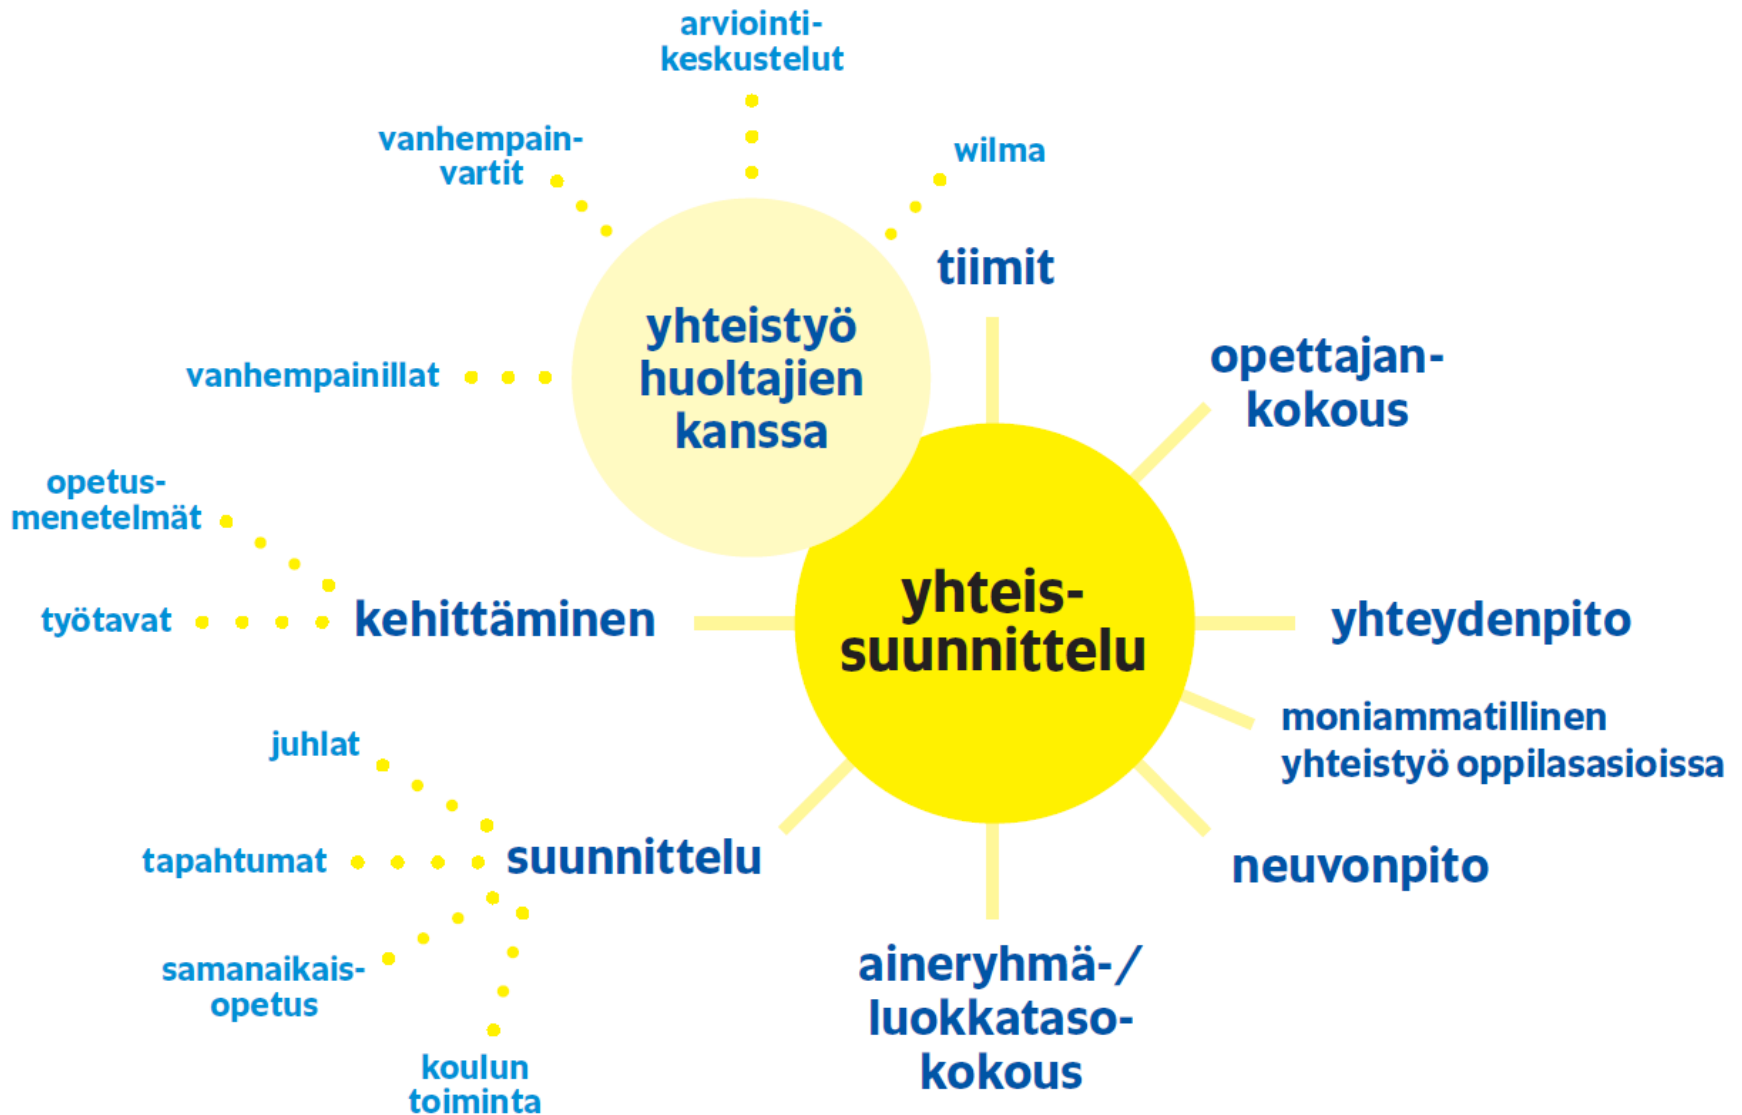 arviointi-
keskustelut
vanhempain-
vartit
wilma
tiimit
yhteistyö
huoltajien
kanssa
opettajan-
kokous
vanhempainillat
opetus-
menetelmät
työtavat
kehittäminen
yhteis-
suunnittelu
yhteydenpito
moniammatillinen
yhteistyö oppilasasioissa
juhlat
tapahtumat
suunnittelu
neuvonpito
samanaikais-
opetus
aineryhmä-/
luokkataso-
kokous
koulun
toiminta